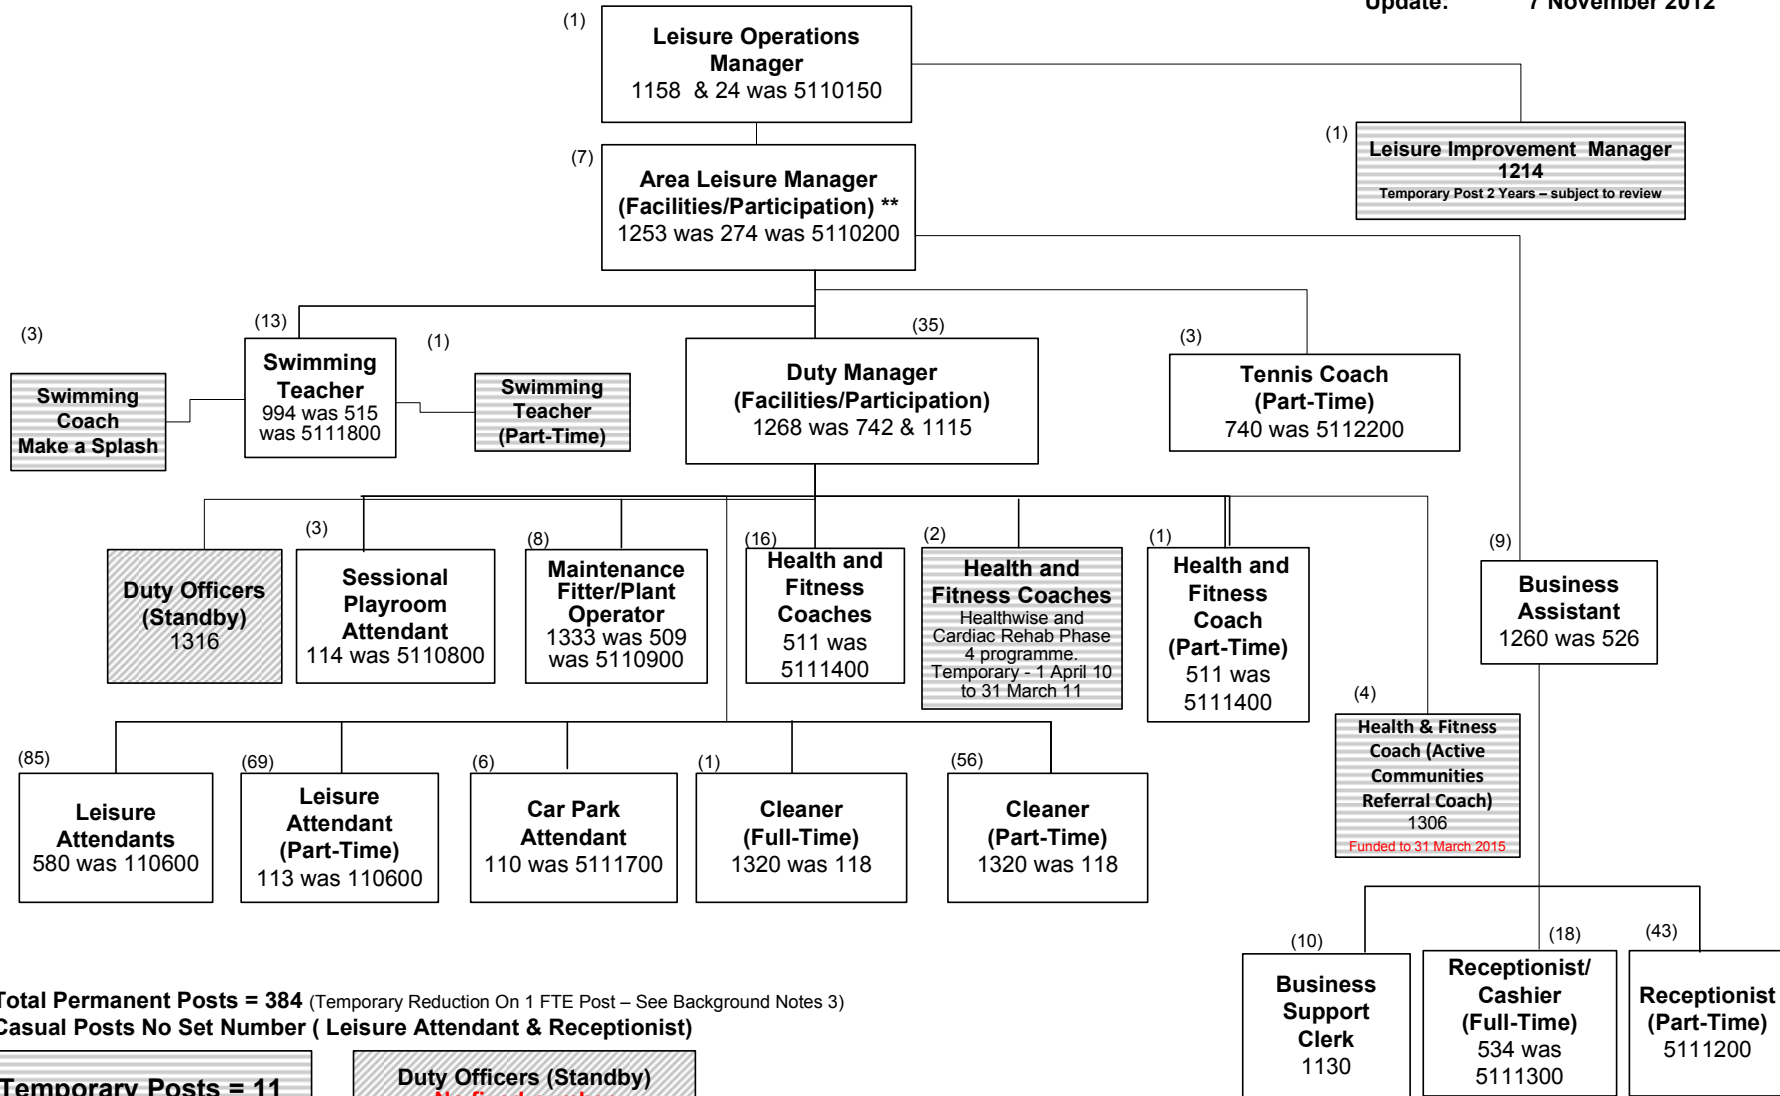 Update: 7 November 2012
(1)
Leisure Operations
Manager
1158 & 24 was 5110150
(1)
Leisure Improvement Manager
1214
Temporary Post 2 Years – subject to review
(7)
Area Leisure Manager
(Facilities/Participation) **
1253 was 274 was 5110200
(3)
Swimming
Coach
Make a Splash
(13)
Swimming
Teacher
994 was 515
was 5111800
(1)
Swimming
Teacher
(Part-Time)
(35)
Duty Manager
(Facilities/Participation)
1268 was 742 & 1115
(3)
Tennis Coach
(Part-Time)
740 was 5112200
Duty Officers
(Standby)
1316
(3)
Sessional
Playroom
Attendant
114 was 5110800
(8)
Maintenance
Fitter/Plant
Operator
1333 was 509
was 5110900
(16)
Health and
Fitness
Coaches
511 was
5111400
(2)
Health and
Fitness Coaches
Healthwise and
Cardiac Rehab Phase
4 programme.
Temporary - 1 April 10
to 31 March 11
(1)
Health and
Fitness
Coach
(Part-Time)
511 was
5111400
(9)
Business
Assistant
1260 was 526
(4)
Health & Fitness
Coach (Active
Communities
Referral Coach)
1306
Funded to 31 March 2015
(85)
Leisure
Attendants
580 was 110600
(69)
Leisure
Attendant
(Part-Time)
113 was 110600
(6)
Car Park
Attendant
110 was 5111700
(1)
Cleaner
(Full-Time)
1320 was 118
(56)
Cleaner
(Part-Time)
1320 was 118
(10)
Business
Support
Clerk
1130
(18)
Receptionist/
Cashier
(Full-Time)
534 was
5111300
(43)
Receptionist
(Part-Time)
5111200
Total Permanent Posts = 384 (Temporary Reduction On 1 FTE Post – See Background Notes 3)
Casual Posts No Set Number ( Leisure Attendant & Receptionist)
Temporary Posts = 11
Duty Officers (Standby)